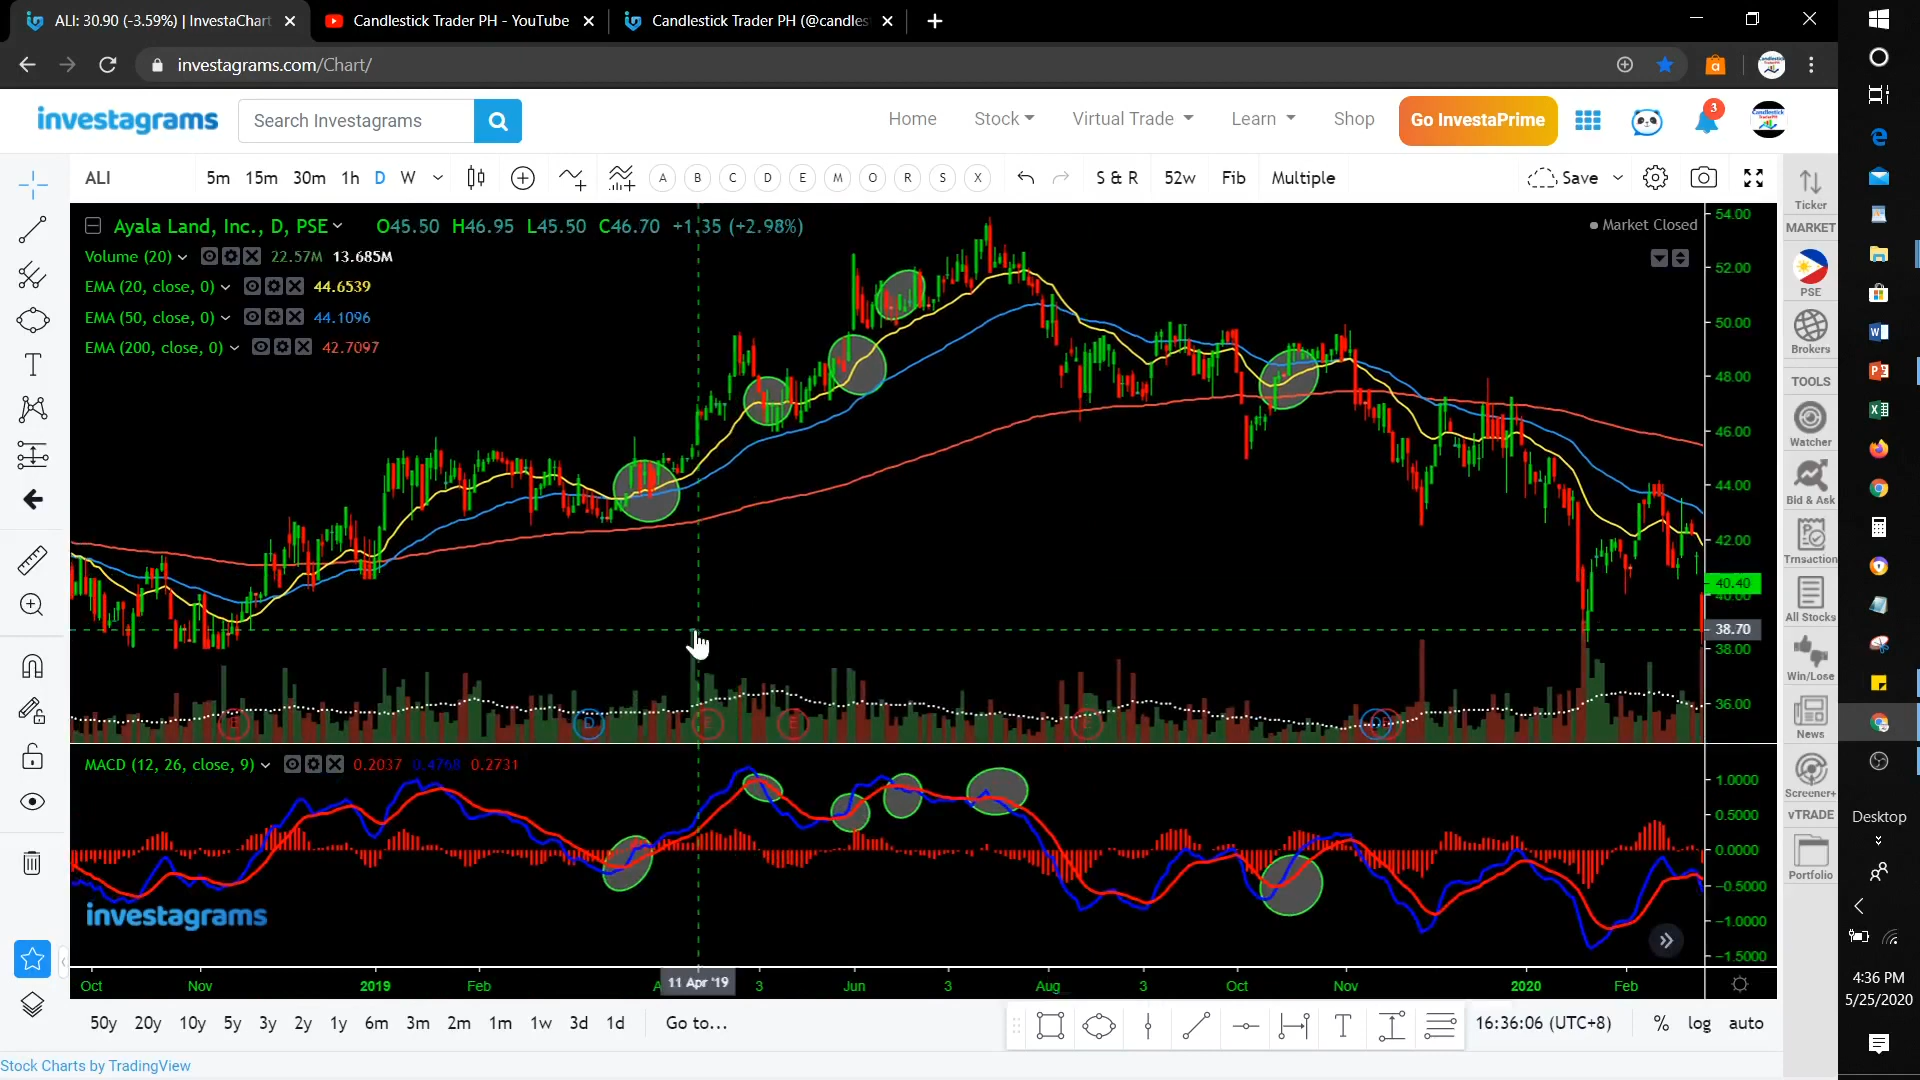 ALI: 30.90 (-3.59%) | InvestaChart
Candlestick Trader PH - YouTube
Candlestick Trader PH (@candles
investagrams.com/Chart/
investagrams
Search Investagrams
Home
Stock
Virtual Trade
Learn
Shop
Go InvestaPrime
3
ALI
5m 15m 30m 1h D W
A B C D E M O R S X
S & R 52w Fib Multiple
Save
Ayala Land, Inc., D, PSE
O45.50 H46.95 L45.50 C46.70 +1.35 (+2.98%)
Market Closed
Volume (20) 22.57M 13.685M
EMA (20, close, 0) 44.6539
EMA (50, close, 0) 44.1096
EMA (200, close, 0) 42.7097
54.00
52.00
50.00
48.00
46.00
44.00
42.00
40.40
40.00
38.70
38.00
36.00
D
E
E
MACD (12, 26, close, 9) 0.2037 0.4768 0.2731
1.0000
0.5000
0.0000
-0.5000
-1.0000
-1.5000
investagrams
Oct Nov 2019 Feb 11 Apr '19 3 Jun 3 Aug 3 Oct Nov 2020 Feb
50y 20y 10y 5y 3y 2y 1y 6m 3m 2m 1m 1w 3d 1d Go to...
16:36:06 (UTC+8) % log auto
Stock Charts by TradingView
Ticker
MARKET
PSE
Brokers
TOOLS
Watcher
Bid & Ask
Trnsaction
All Stocks
Win/Lose
News
Screener+
vTRADE
Portfolio
Desktop
4:36 PM
5/25/2020